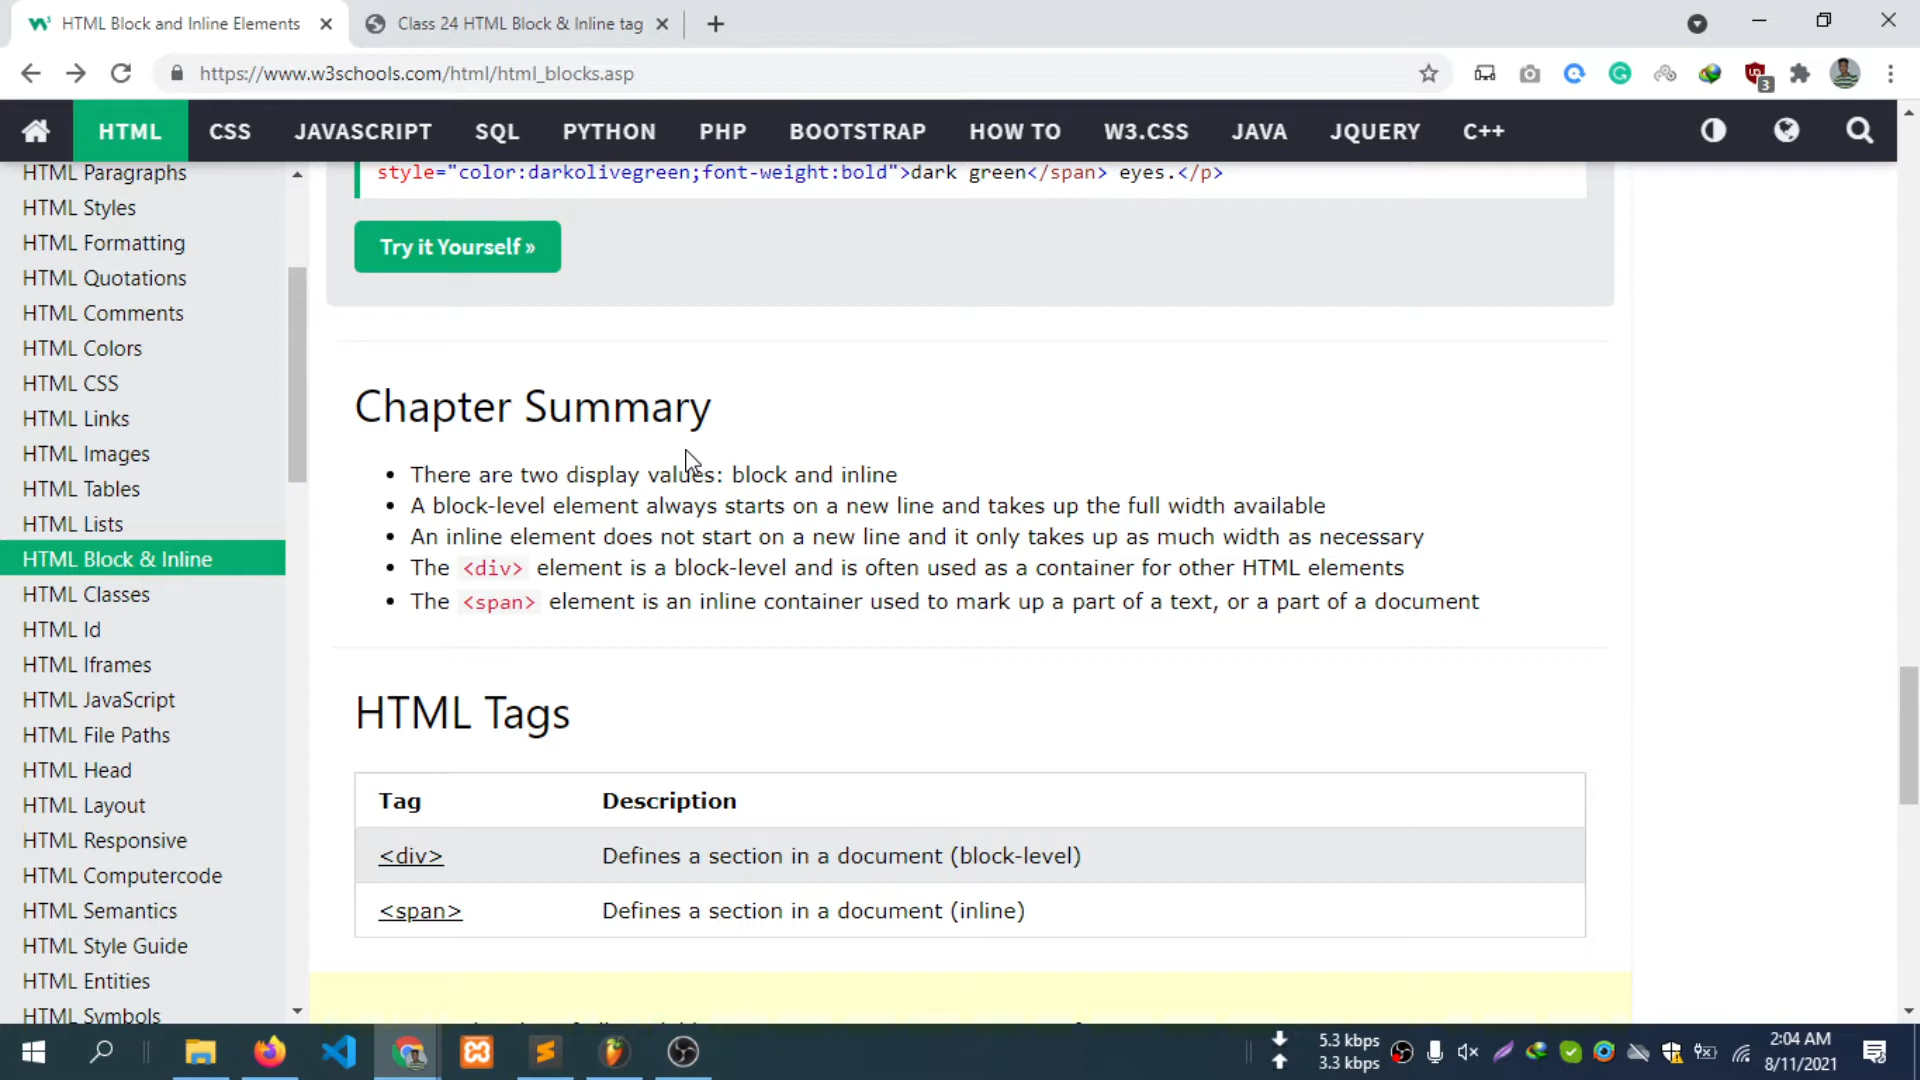 HTML Block and Inline Elements
Class 24 HTML Block & Inline tag
https://www.w3schools.com/html/html_blocks.asp
3
HTML CSS JAVASCRIPT SQL PYTHON PHP BOOTSTRAP HOW TO W3.CSS JAVA JQUERY C++
HTML Paragraphs
HTML Styles
HTML Formatting
HTML Quotations
HTML Comments
HTML Colors
HTML CSS
HTML Links
HTML Images
HTML Tables
HTML Lists
HTML Block & Inline
HTML Classes
HTML Id
HTML Iframes
HTML JavaScript
HTML File Paths
HTML Head
HTML Layout
HTML Responsive
HTML Computercode
HTML Semantics
HTML Style Guide
HTML Entities
HTML Symbols
style="color:darkolivegreen;font-weight:bold">dark green</span> eyes.</p>
Try it Yourself »
Chapter Summary
• There are two display values: block and inline
• A block-level element always starts on a new line and takes up the full width available
• An inline element does not start on a new line and it only takes up as much width as necessary
• The <div> element is a block-level and is often used as a container for other HTML elements
• The <span> element is an inline container used to mark up a part of a text, or a part of a document
HTML Tags
Tag Description
<div> Defines a section in a document (block-level)
<span> Defines a section in a document (inline)
5.3 kbps
3.3 kbps
2:04 AM
8/11/2021